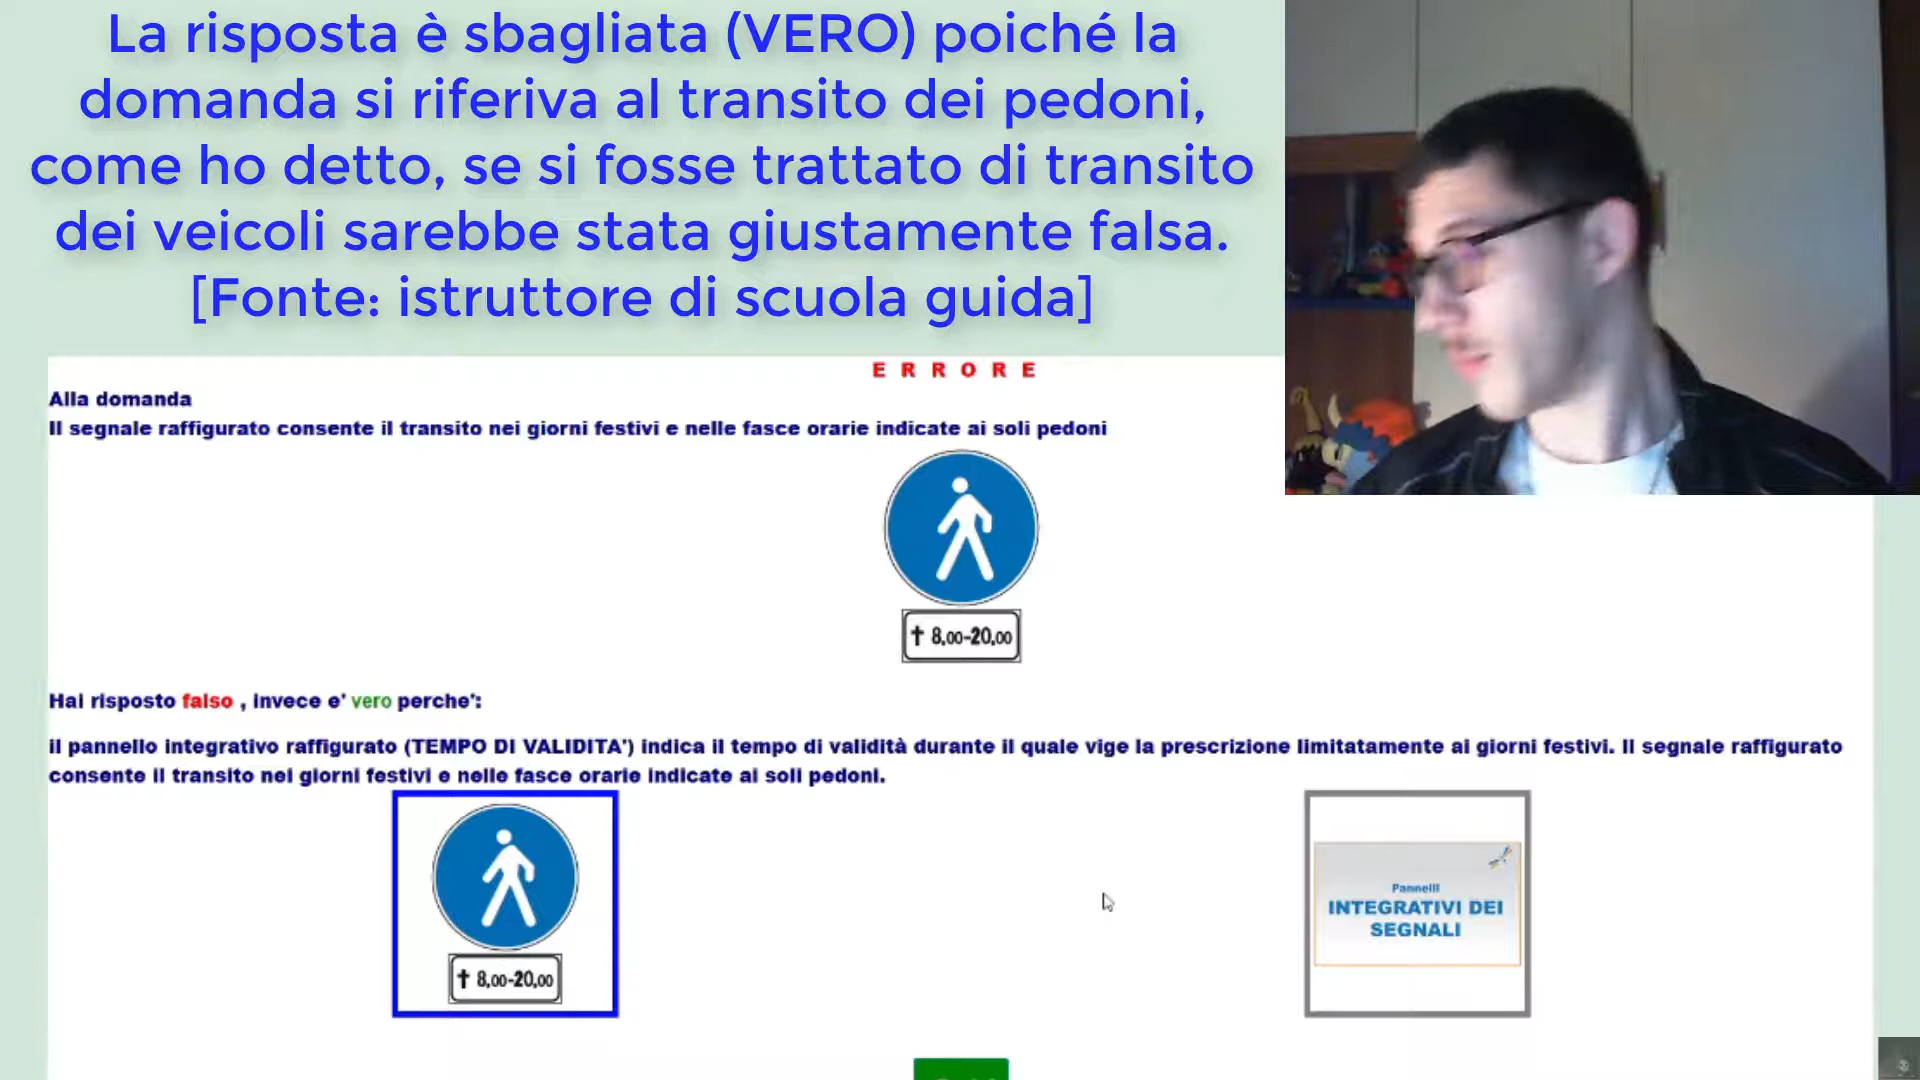 La risposta è sbagliata (VERO) poiché la
domanda si riferiva al transito dei pedoni,
come ho detto, se si fosse trattato di transito
dei veicoli sarebbe stata giustamente falsa.
[Fonte: istruttore di scuola guida]
E R R O R E
Alla domanda
Il segnale raffigurato consente il transito nei giorni festivi e nelle fasce orarie indicate ai soli pedoni
† 8,00-20,00
Hai risposto falso , invece e' vero perche':
il pannello integrativo raffigurato (TEMPO DI VALIDITA') indica il tempo di validità durante il quale vige la prescrizione limitatamente ai giorni festivi. Il segnale raffigurato
consente il transito nei giorni festivi e nelle fasce orarie indicate ai soli pedoni.
† 8,00-20,00
Pannelli
INTEGRATIVI DEI
SEGNALI